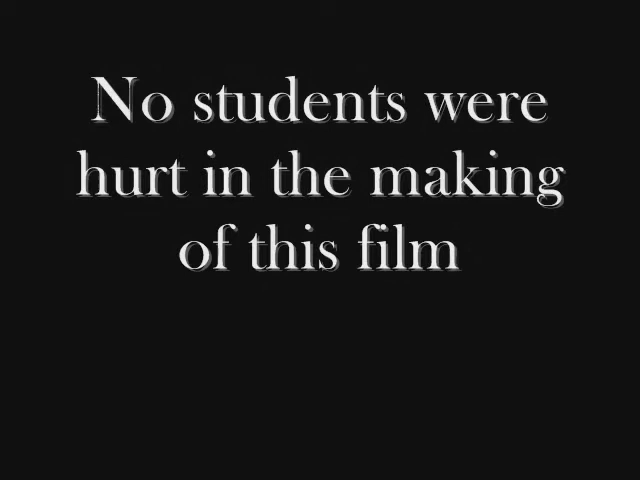 No students were
hurt in the making
of this film